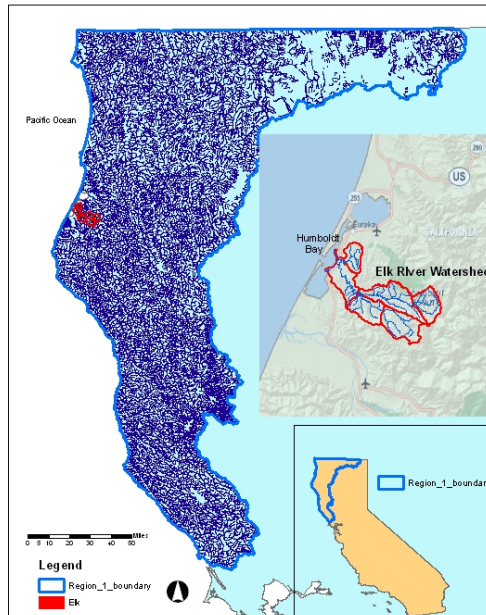 Pacific Ocean
299
US
255
Eureka
CALIFORNIA
Humboldt
Bay
Elk River Watershed
Region_1_boundary
Miles
0 5 10 20 30 40 50
Legend
Region_1_boundary
Elk